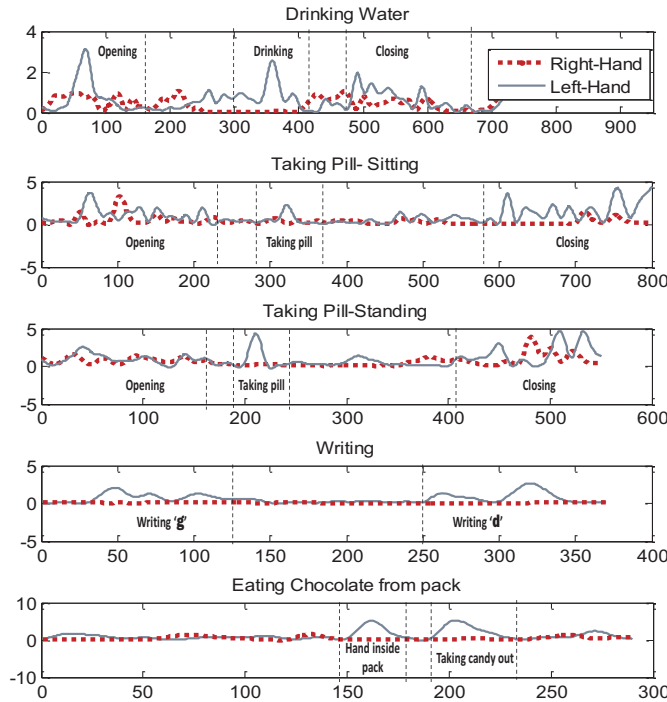 Drinking Water
4
2
0
Opening
Drinking
Closing
Right-Hand
Left-Hand
0 100 200 300 400 500 600 700 800 900
Taking Pill- Sitting
5
0
-5
Opening
Taking pill
Closing
0 100 200 300 400 500 600 700 800
Taking Pill-Standing
5
0
-5
Opening
Taking pill
Closing
0 100 200 300 400 500 600
Writing
5
0
-5
Writing 'g'
Writing 'd'
0 50 100 150 200 250 300 350 400
Eating Chocolate from pack
10
0
-10
Hand inside
pack
Taking candy out
0 50 100 150 200 250 300